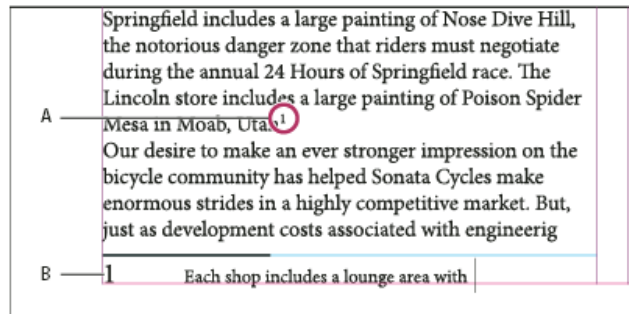 Springfield includes a large painting of Nose Dive Hill,
the notorious danger zone that riders must negotiate
during the annual 24 Hours of Springfield race. The
Lincoln store includes a large painting of Poison Spider
A Mesa in Moab, Utah¹
Our desire to make an ever stronger impression on the
bicycle community has helped Sonata Cycles make
enormous strides in a highly competitive market. But,
just as development costs associated with engineerig
B 1 Each shop includes a lounge area with